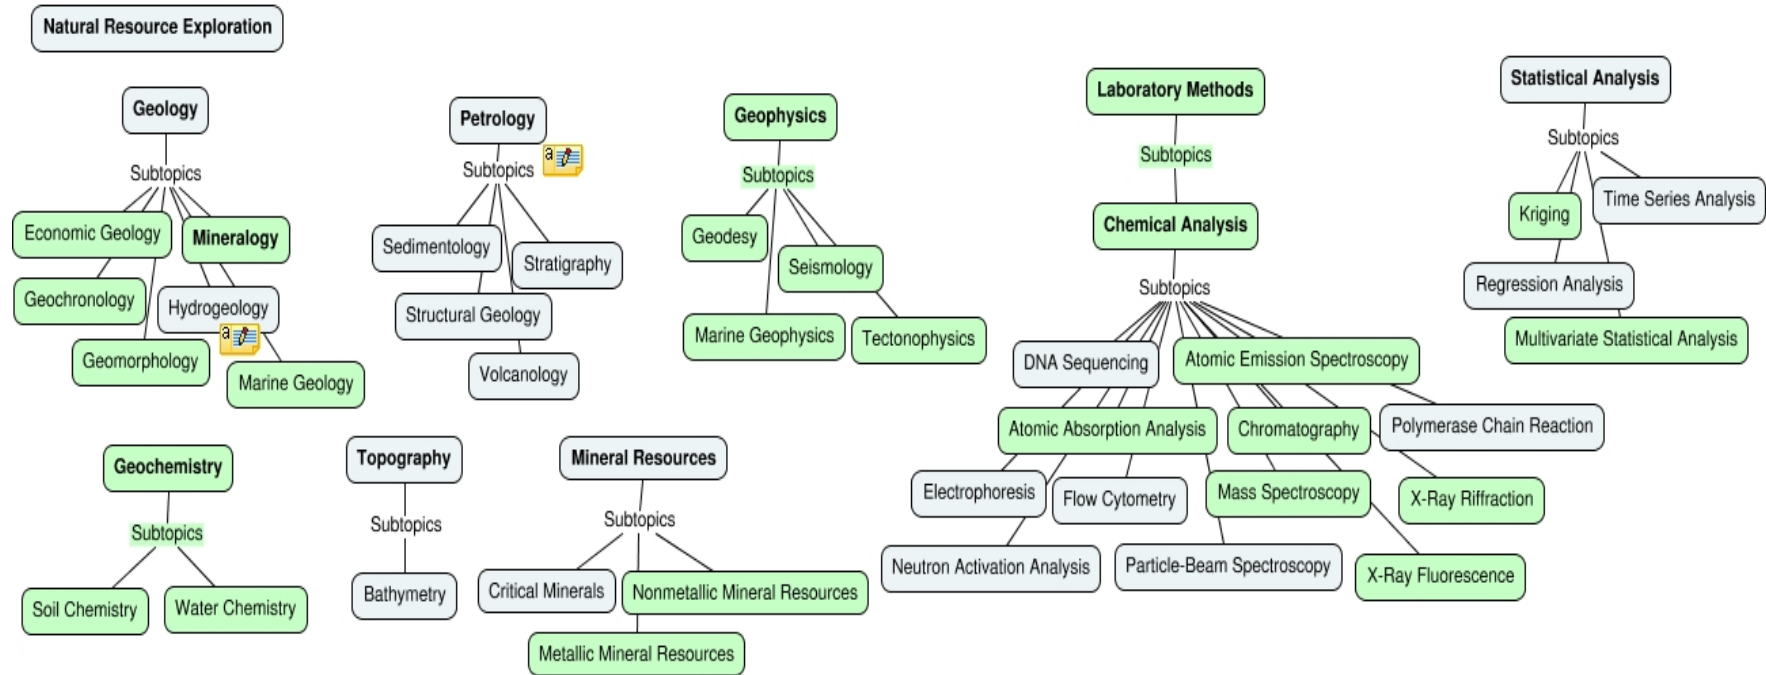 Natural Resource Exploration
Geology
Subtopics
Economic Geology
Mineralogy
Geochronology
Hydrogeology
a
Geomorphology
Marine Geology
Petrology
Subtopics
a
Sedimentology
Stratigraphy
Structural Geology
Volcanology
Geophysics
Subtopics
Geodesy
Seismology
Marine Geophysics
Tectonophysics
Laboratory Methods
Subtopics
Chemical Analysis
Subtopics
DNA Sequencing
Atomic Emission Spectroscopy
Atomic Absorption Analysis
Chromatography
Polymerase Chain Reaction
Electrophoresis
Flow Cytometry
Mass Spectroscopy
X-Ray Riffraction
Neutron Activation Analysis
Particle-Beam Spectroscopy
X-Ray Fluorescence
Statistical Analysis
Subtopics
Kriging
Time Series Analysis
Regression Analysis
Multivariate Statistical Analysis
Geochemistry
Subtopics
Soil Chemistry
Water Chemistry
Topography
Subtopics
Bathymetry
Mineral Resources
Subtopics
Critical Minerals
Nonmetallic Mineral Resources
Metallic Mineral Resources